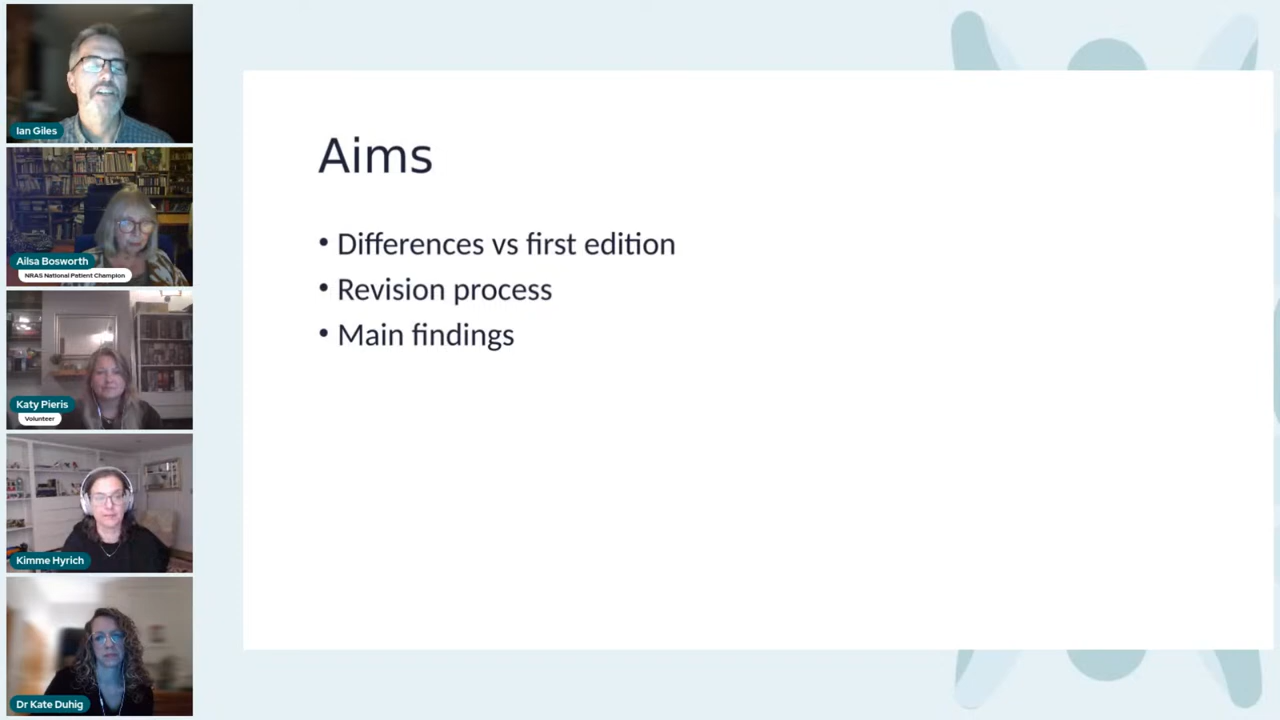 Ian Giles
Ailsa Bosworth
NRAS National Patient Champion
Katy Pieris
Volunteer
Kimme Hyrich
Dr Kate Duhig
Aims
• Differences vs first edition
• Revision process
• Main findings